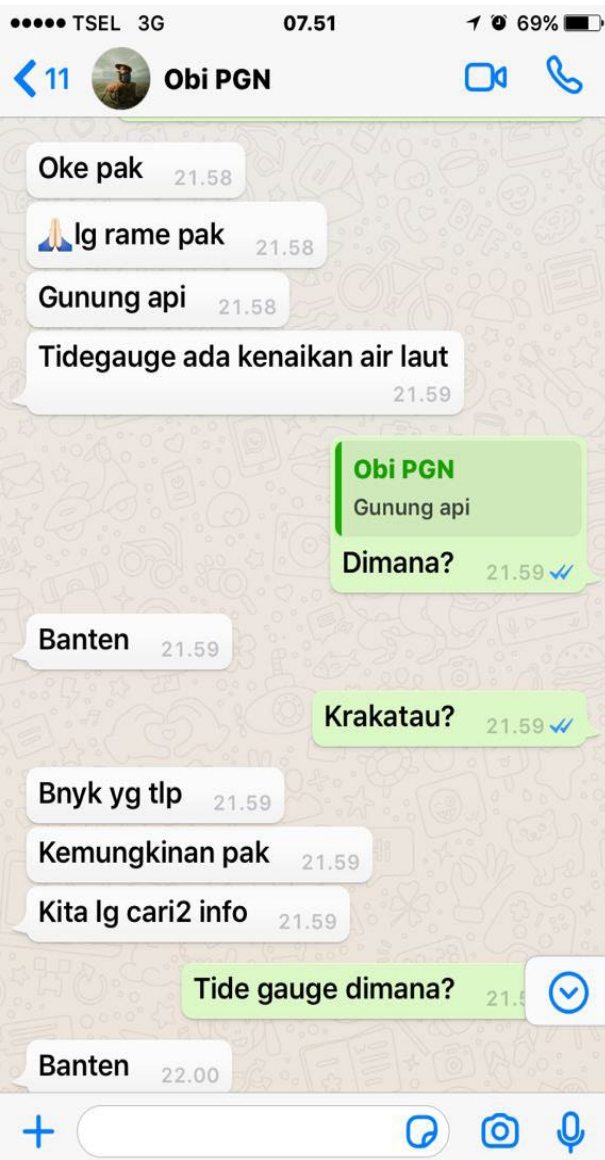 TSEL 3G 07.51 69%
11 Obi PGN
Oke pak 21.58
🙏🏻lg rame pak 21.58
Gunung api 21.58
Tidegauge ada kenaikan air laut
21.59
Obi PGN
Gunung api
Dimana? 21.59
Banten 21.59
Krakatau? 21.59
Bnyk yg tlp 21.59
Kemungkinan pak 21.59
Kita lg cari2 info 21.59
Tide gauge dimana?
Banten 22.00